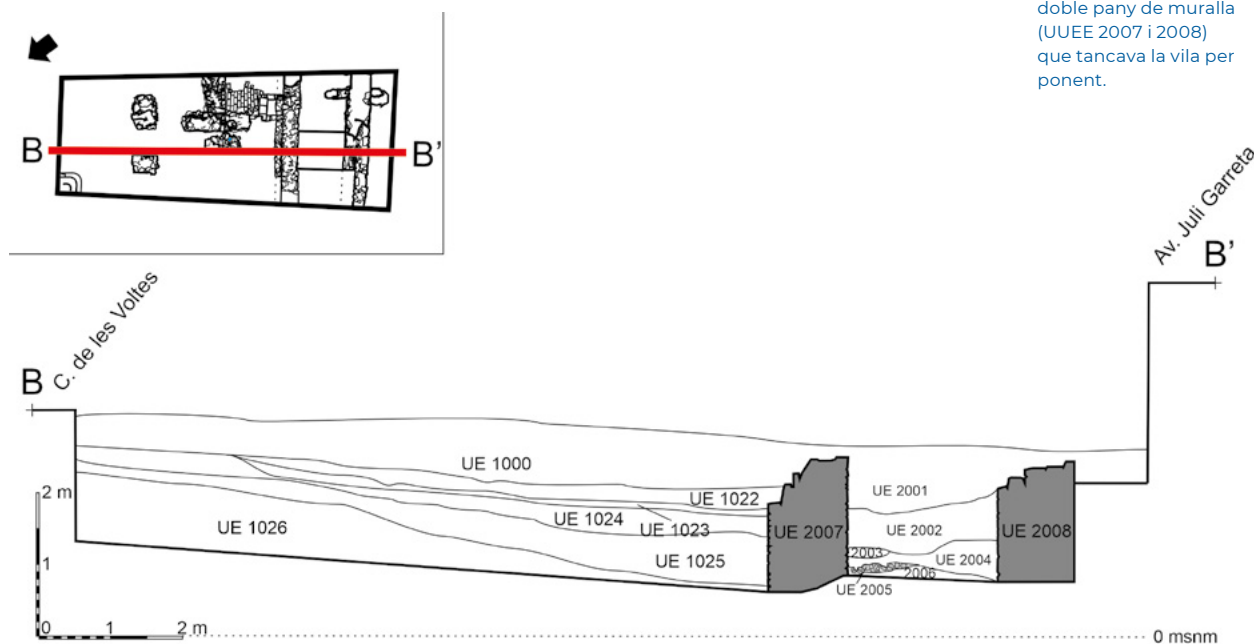 doble pany de muralla
(UUEE 2007 i 2008)
que tancava la vila per
ponent.
B
B'
Av. Juli Garreta
B'
C. de les Voltes
B
UE 1000
UE 1022
UE 2001
UE 1024
UE 1023
UE 2007
UE 2002
UE 2008
UE 1026
2003
UE 2004
UE 1025
2006
UE 2005
2 m
1
0
1
2 m
0 msnm